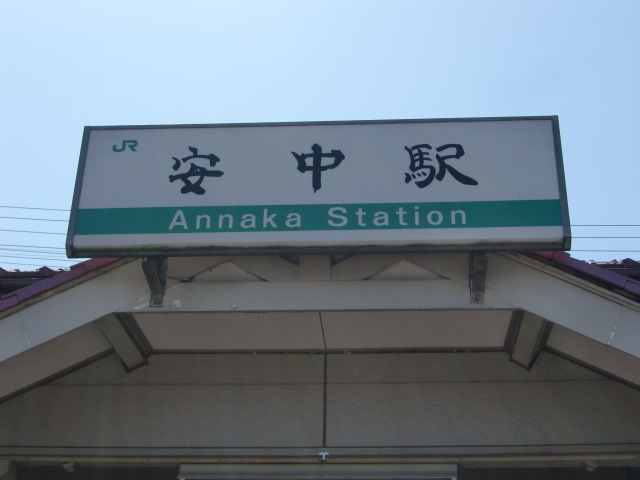 JR
安中駅
Annaka Station